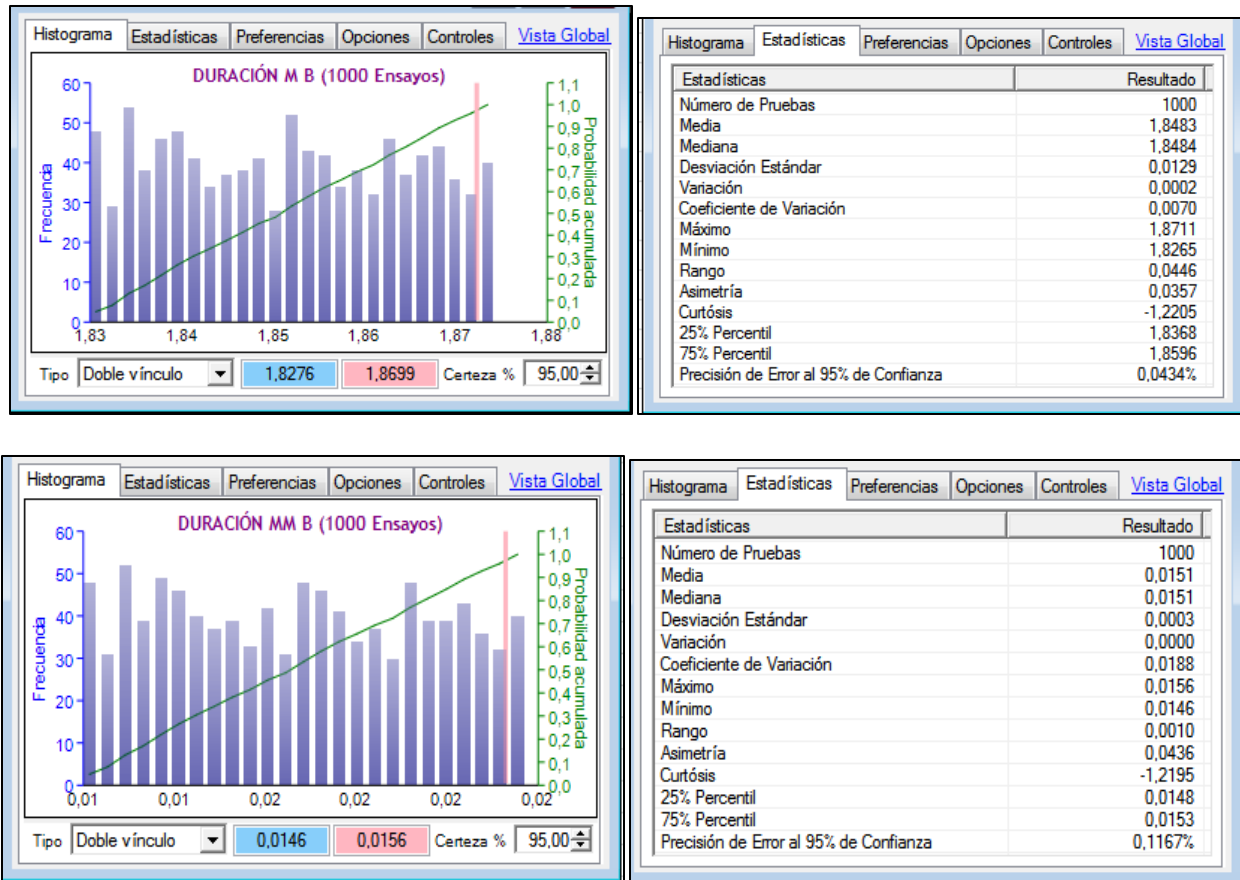 Histograma Estadísticas Preferencias Opciones Controles Vista Global
DURACIÓN M B (1000 Ensayos)
60
50
40
30
20
10
0
Frecuencia
1,1
1,0
0,9
0,8
0,7
0,6
0,5
0,4
0,3
0,2
0,1
0,0
Probabilidad acumulada
1,83 1,84 1,85 1,86 1,87 1,88
Tipo Doble vínculo 1,8276 1,8699 Certeza % 95,00
Histograma Estadísticas Preferencias Opciones Controles Vista Global
Estadísticas Resultado
Número de Pruebas 1000
Media 1,8483
Mediana 1,8484
Desviación Estándar 0,0129
Variación 0,0002
Coeficiente de Variación 0,0070
Máximo 1,8711
Mínimo 1,8265
Rango 0,0446
Asimetría 0,0357
Curtósis -1,2205
25% Percentil 1,8368
75% Percentil 1,8596
Precisión de Error al 95% de Confianza 0,0434%
Histograma Estadísticas Preferencias Opciones Controles Vista Global
DURACIÓN MM B (1000 Ensayos)
60
50
40
30
20
10
0
Frecuencia
1,1
1,0
0,9
0,8
0,7
0,6
0,5
0,4
0,3
0,2
0,1
0,0
Probabilidad acumulada
0,01 0,01 0,02 0,02 0,02 0,02
Tipo Doble vínculo 0,0146 0,0156 Certeza % 95,00
Histograma Estadísticas Preferencias Opciones Controles Vista Global
Estadísticas Resultado
Número de Pruebas 1000
Media 0,0151
Mediana 0,0151
Desviación Estándar 0,0003
Variación 0,0000
Coeficiente de Variación 0,0188
Máximo 0,0156
Mínimo 0,0146
Rango 0,0010
Asimetría 0,0436
Curtósis -1,2195
25% Percentil 0,0148
75% Percentil 0,0153
Precisión de Error al 95% de Confianza 0,1167%